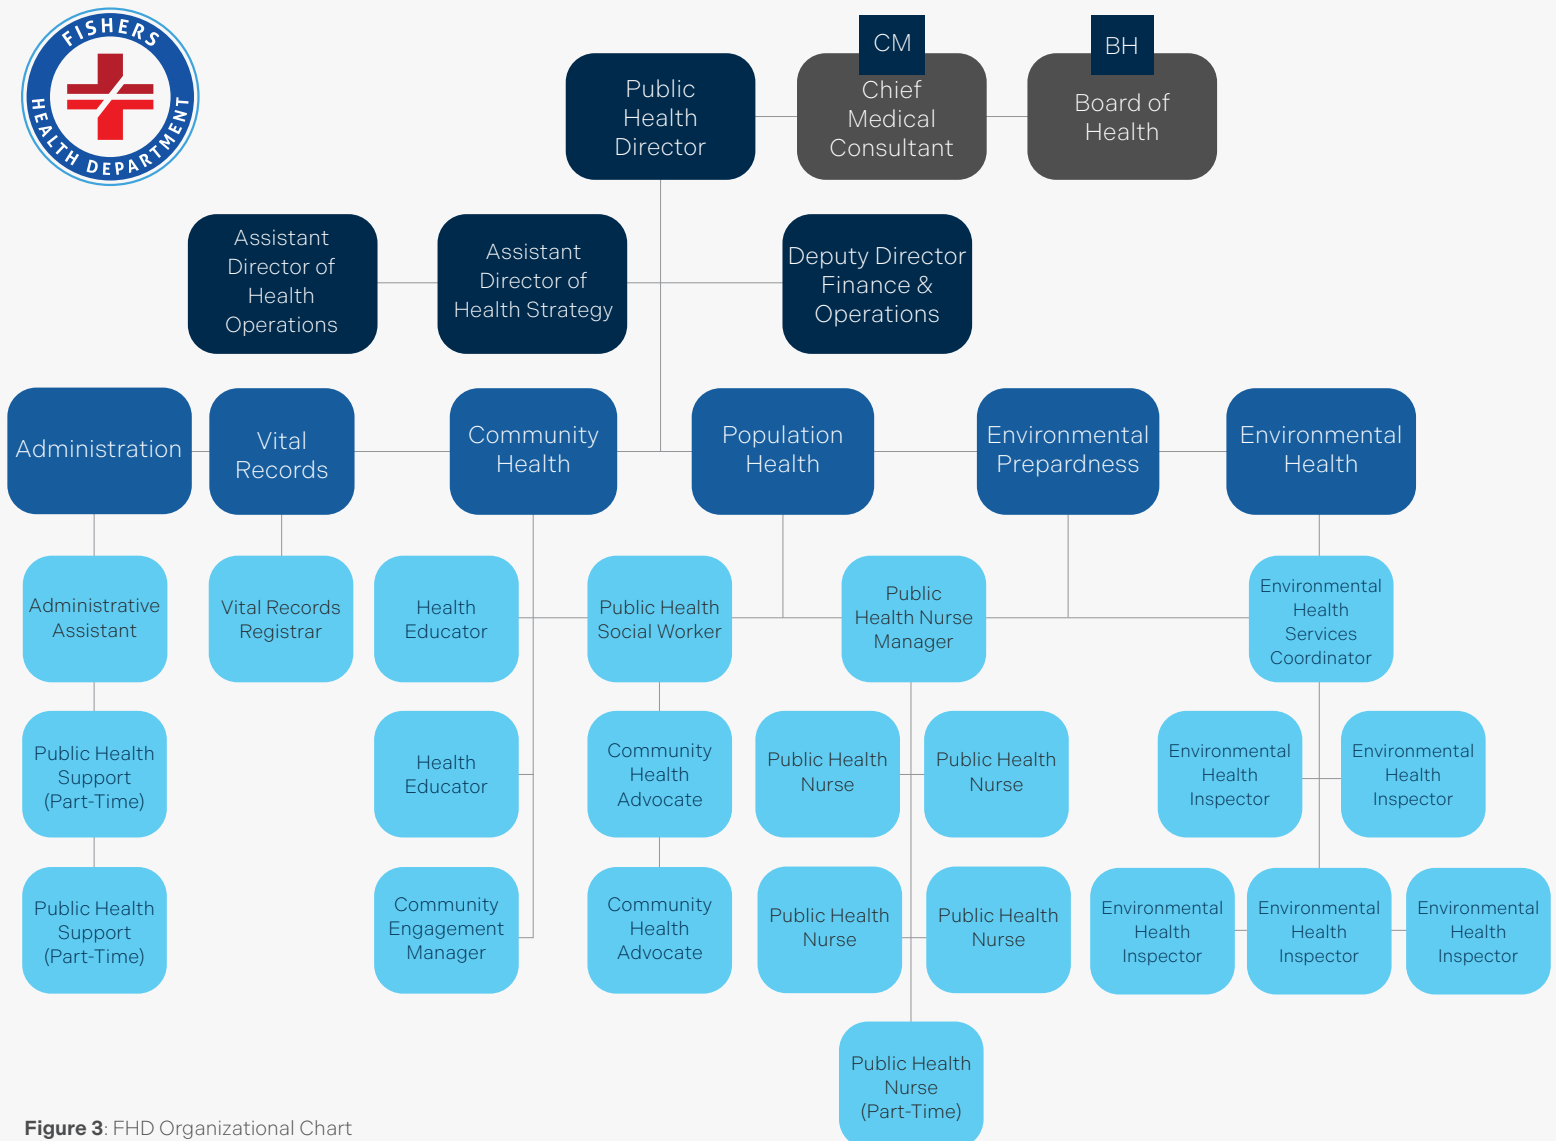 FISHERS
HEALTH DEPARTMENT
CM
BH
Public
Health
Director
Chief
Medical
Consultant
Board of
Health
Assistant
Director of
Health
Operations
Assistant
Director of
Health Strategy
Deputy Director
Finance &
Operations
Administration
Vital
Records
Community
Health
Population
Health
Environmental
Prepardness
Environmental
Health
Administrative
Assistant
Vital Records
Registrar
Health
Educator
Public Health
Social Worker
Public
Health Nurse
Manager
Environmental
Health
Services
Coordinator
Public Health
Support
(Part-Time)
Health
Educator
Community
Health
Advocate
Public Health
Nurse
Public Health
Nurse
Environmental
Health
Inspector
Environmental
Health
Inspector
Public Health
Support
(Part-Time)
Community
Engagement
Manager
Community
Health
Advocate
Public Health
Nurse
Public Health
Nurse
Environmental
Health
Inspector
Environmental
Health
Inspector
Environmental
Health
Inspector
Public Health
Nurse
(Part-Time)
Figure 3: FHD Organizational Chart